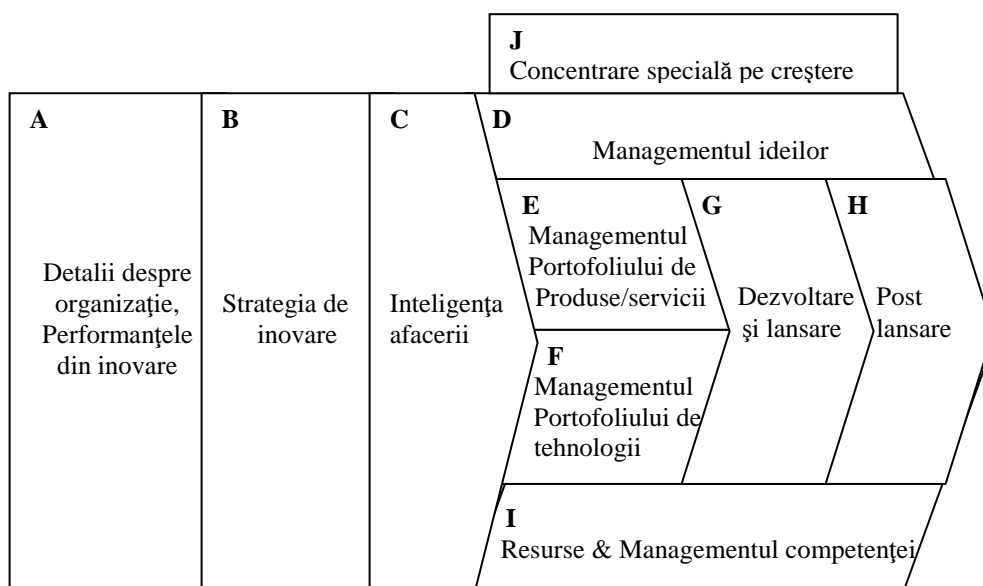 J
Concentrare specială pe creştere
A
Detalii despre
organizaţie,
Performanţele
din inovare
B
Strategia de
inovare
C
Inteligenţa
afacerii
D
Managementul ideilor
E
Managementul
Portofoliului de
Produse/servicii
F
Managementul
Portofoliului de
tehnologii
G
Dezvoltare
şi lansare
H
Post
lansare
I
Resurse & Managementul competenţei